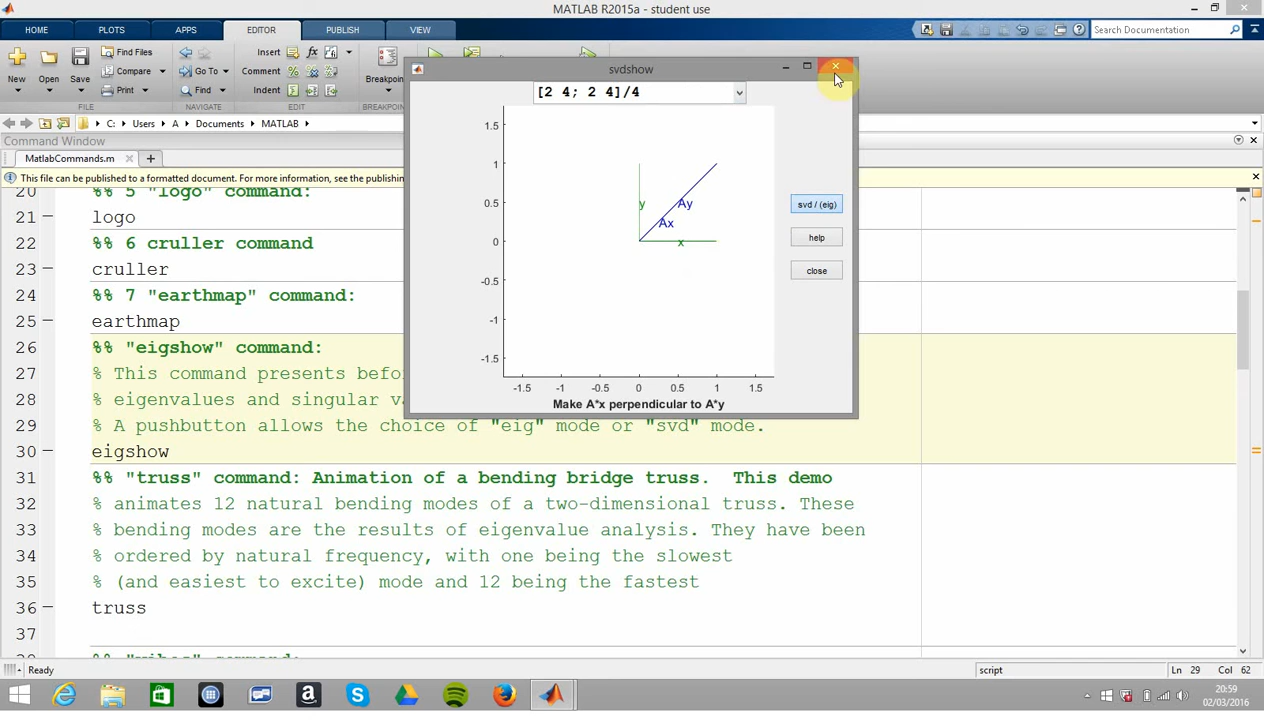 MATLAB R2015a - student use
HOME PLOTS APPS EDITOR PUBLISH VIEW
Search Documentation
New Open Save
Find Files
Compare
Print
Go To
Find
Insert fx
Comment
Indent
Breakpoin
FILE NAVIGATE EDIT BREAKPOIN
C: Users A Documents MATLAB
Command Window
MatlabCommands.m
This file can be published to a formatted document. For more information, see the publishin
20 %% 5 "logo" command:
21 logo
22 %% 6 cruller command
23 cruller
24 %% 7 "earthmap" command:
25 earthmap
26 %% "eigshow" command:
27 % This command presents befo
28 % eigenvalues and singular va
29 % A pushbutton allows the choice of "eig" mode or "svd" mode.
30 eigshow
31 %% "truss" command: Animation of a bending bridge truss. This demo
32 % animates 12 natural bending modes of a two-dimensional truss. These
33 % bending modes are the results of eigenvalue analysis. They have been
34 % ordered by natural frequency, with one being the slowest
35 % (and easiest to excite) mode and 12 being the fastest
36 truss
37
svdshow
[2 4; 2 4]/4
1.5
1
0.5
0
-0.5
-1
-1.5
y Ay
Ax
x
-1.5 -1 -0.5 0 0.5 1 1.5
Make A*x perpendicular to A*y
svd / (eig)
help
close
Ready
script
Ln 29 Col 62
20:59
02/03/2016